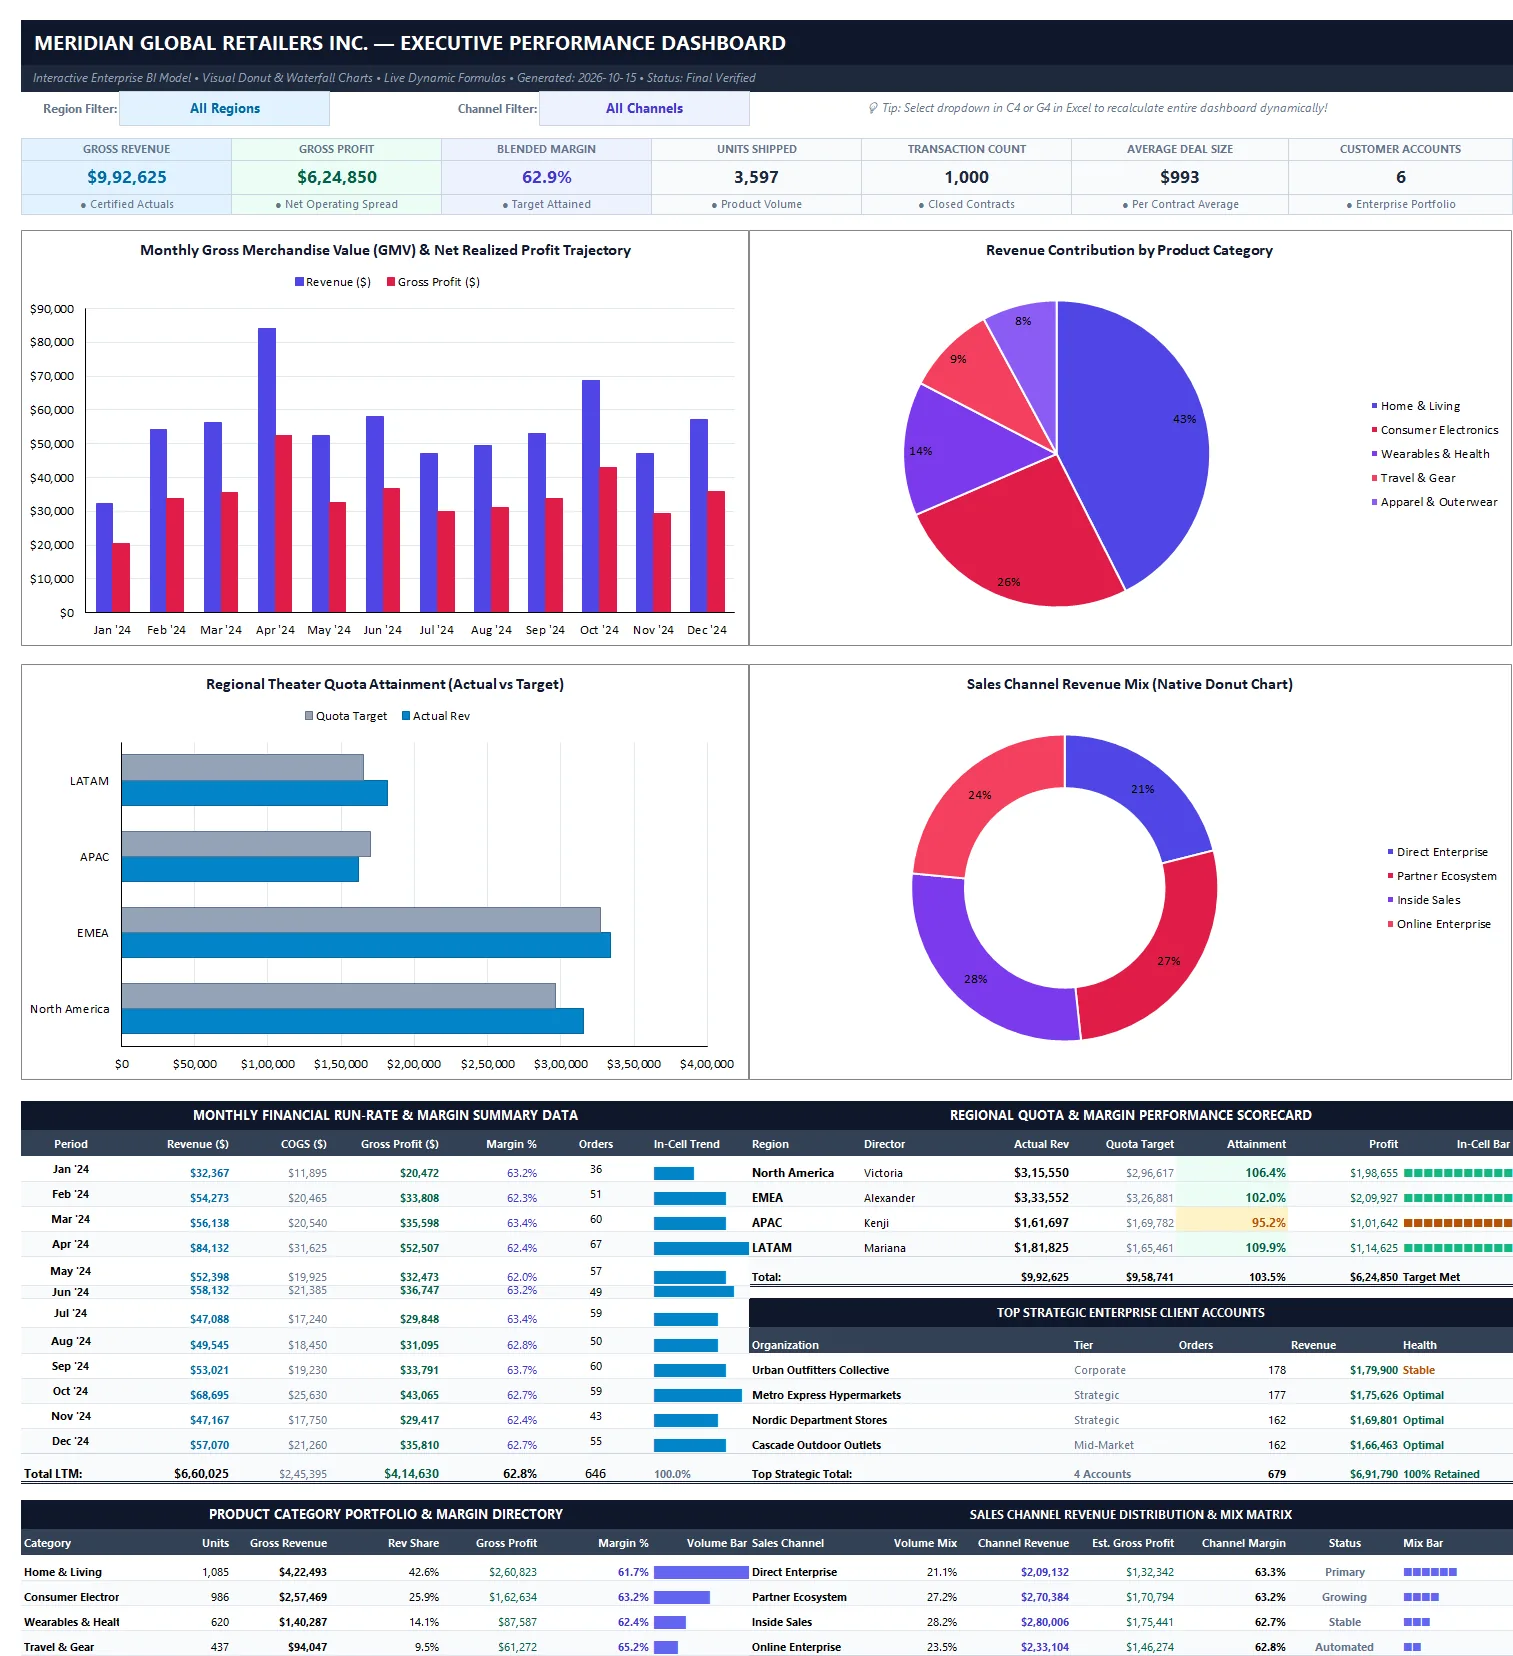 MERIDIAN GLOBAL RETAILERS INC. — EXECUTIVE PERFORMANCE DASHBOARD
Interactive Enterprise BI Model • Visual Donut & Waterfall Charts • Live Dynamic Formulas • Generated: 2026-10-15 • Status: Final Verified
Region Filter: All Regions Channel Filter: All Channels 💡 Tip: Select dropdown in C4 or G4 in Excel to recalculate entire dashboard dynamically!
GROSS REVENUE GROSS PROFIT BLENDED MARGIN UNITS SHIPPED TRANSACTION COUNT AVERAGE DEAL SIZE CUSTOMER ACCOUNTS
$9,92,625 $6,24,850 62.9% 3,597 1,000 $993 6
● Certified Actuals ● Net Operating Spread ● Target Attained ● Product Volume ● Closed Contracts ● Per Contract Average ● Enterprise Portfolio
Monthly Gross Merchandise Value (GMV) & Net Realized Profit Trajectory
Revenue ($) Gross Profit ($)
$90,000
$80,000
$70,000
$60,000
$50,000
$40,000
$30,000
$20,000
$10,000
$0
Jan '24 Feb '24 Mar '24 Apr '24 May '24 Jun '24 Jul '24 Aug '24 Sep '24 Oct '24 Nov '24 Dec '24
Revenue Contribution by Product Category
8%
9%
43%
14%
26%
Home & Living
Consumer Electronics
Wearables & Health
Travel & Gear
Apparel & Outerwear
Regional Theater Quota Attainment (Actual vs Target)
Quota Target Actual Rev
LATAM
APAC
EMEA
North America
$0 $50,000 $1,00,000 $1,50,000 $2,00,000 $2,50,000 $3,00,000 $3,50,000 $4,00,000
Sales Channel Revenue Mix (Native Donut Chart)
21%
24%
27%
28%
Direct Enterprise
Partner Ecosystem
Inside Sales
Online Enterprise
MONTHLY FINANCIAL RUN-RATE & MARGIN SUMMARY DATA
Period Revenue ($) COGS ($) Gross Profit ($) Margin % Orders In-Cell Trend
Jan '24 $32,367 $11,895 $20,472 63.2% 36
Feb '24 $54,273 $20,465 $33,808 62.3% 51
Mar '24 $56,138 $20,540 $35,598 63.4% 60
Apr '24 $84,132 $31,625 $52,507 62.4% 67
May '24 $52,398 $19,925 $32,473 62.0% 57
Jun '24 $58,132 $21,385 $36,747 63.2% 49
Jul '24 $47,088 $17,240 $29,848 63.4% 59
Aug '24 $49,545 $18,450 $31,095 62.8% 50
Sep '24 $53,021 $19,230 $33,791 63.7% 60
Oct '24 $68,695 $25,630 $43,065 62.7% 59
Nov '24 $47,167 $17,750 $29,417 62.4% 43
Dec '24 $57,070 $21,260 $35,810 62.7% 55
Total LTM: $6,60,025 $2,45,395 $4,14,630 62.8% 646 100.0%
REGIONAL QUOTA & MARGIN PERFORMANCE SCORECARD
Region Director Actual Rev Quota Target Attainment Profit In-Cell Bar
North America Victoria $3,15,550 $2,96,617 106.4% $1,98,655
EMEA Alexander $3,33,552 $3,26,881 102.0% $2,09,927
APAC Kenji $1,61,697 $1,69,782 95.2% $1,01,642
LATAM Mariana $1,81,825 $1,65,461 109.9% $1,14,625
Total: $9,92,625 $9,58,741 103.5% $6,24,850 Target Met
TOP STRATEGIC ENTERPRISE CLIENT ACCOUNTS
Organization Tier Orders Revenue Health
Urban Outfitters Collective Corporate 178 $1,79,900 Stable
Metro Express Hypermarkets Strategic 177 $1,75,626 Optimal
Nordic Department Stores Strategic 162 $1,69,801 Optimal
Cascade Outdoor Outlets Mid-Market 162 $1,66,463 Optimal
Top Strategic Total: 4 Accounts 679 $6,91,790 100% Retained
PRODUCT CATEGORY PORTFOLIO & MARGIN DIRECTORY
Category Units Gross Revenue Rev Share Gross Profit Margin % Volume Bar
Home & Living 1,085 $4,22,493 42.6% $2,60,823 61.7%
Consumer Electror 986 $2,57,469 25.9% $1,62,634 63.2%
Wearables & Healt 620 $1,40,287 14.1% $87,587 62.4%
Travel & Gear 437 $94,047 9.5% $61,272 65.2%
SALES CHANNEL REVENUE DISTRIBUTION & MIX MATRIX
Sales Channel Volume Mix Channel Revenue Est. Gross Profit Channel Margin Status Mix Bar
Direct Enterprise 21.1% $2,09,132 $1,32,342 63.3% Primary
Partner Ecosystem 27.2% $2,70,384 $1,70,794 63.2% Growing
Inside Sales 28.2% $2,80,006 $1,75,441 62.7% Stable
Online Enterprise 23.5% $2,33,104 $1,46,274 62.8% Automated